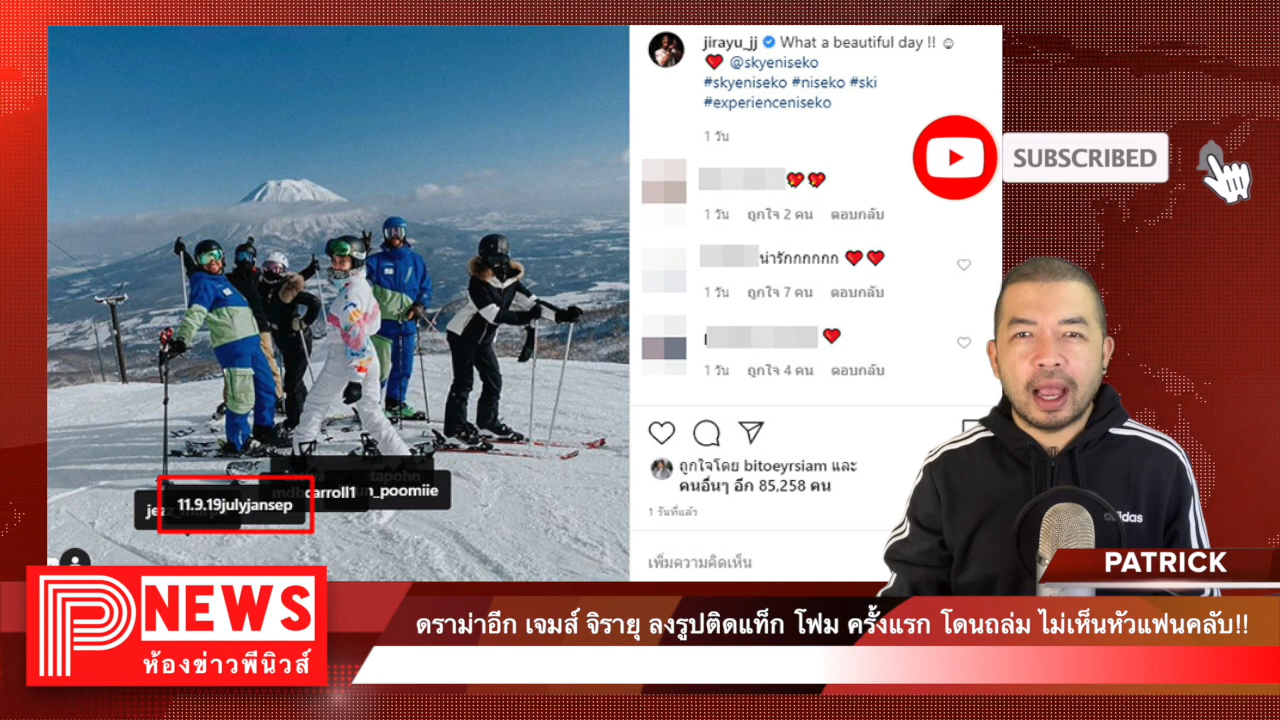 jirayu_jj What a beautiful day !! ☺
❤ @skyeniseko
#skyeniseko #niseko #ski
#experienceniseko
1 วัน
SUBSCRIBED
1 วัน ถูกใจ 2 คน ตอบกลับ
น่ารักกกกกก ❤❤
1 วัน ถูกใจ 7 คน ตอบกลับ
1 วัน ถูกใจ 4 คน ตอบกลับ
ถูกใจโดย bitoeyrsiam และ
คนอื่นๆ อีก 85,258 คน
1 วันที่แล้ว
เพิ่มความคิดเห็น
tapohn
mdbcarroll1
_poomiie
11.9.19julyjansep
adidas
PATRICK
P NEWS
ห้องข่าวพีนิวส์
ดราม่าอีก เจมส์ จิรายุ ลงรูปติดแท็ก โฟม ครั้งแรก โดนถล่ม ไม่เห็นหัวแฟนคลับ!!